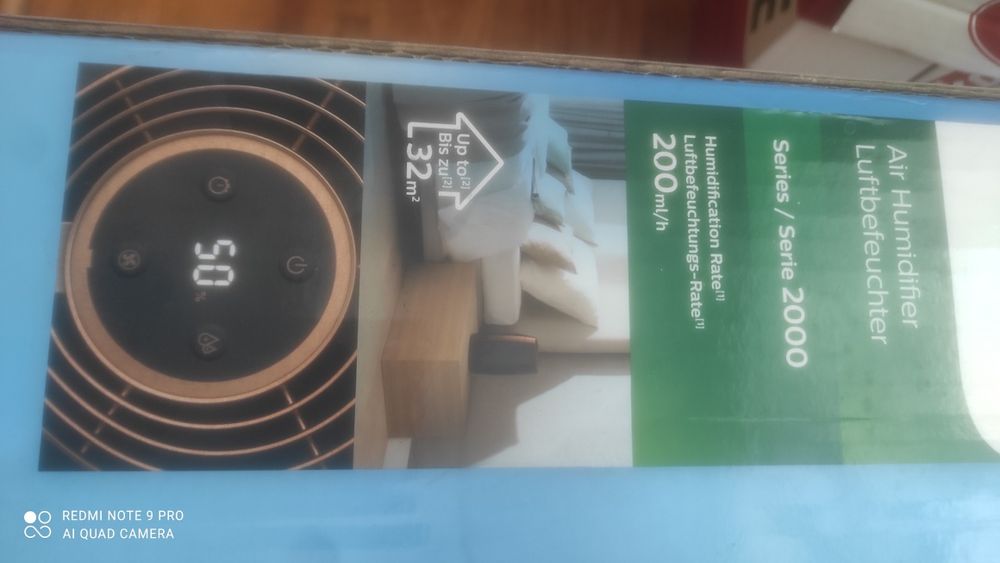 Air Humidifier
Luftbefeuchter
Series / Serie 2000
Humidification Rate[1]
Luftbefeuchtungs-Rate[1]
200ml/h
Up to[2]
Bis zu[2]
32m²
50
%
REDMI NOTE 9 PRO
AI QUAD CAMERA